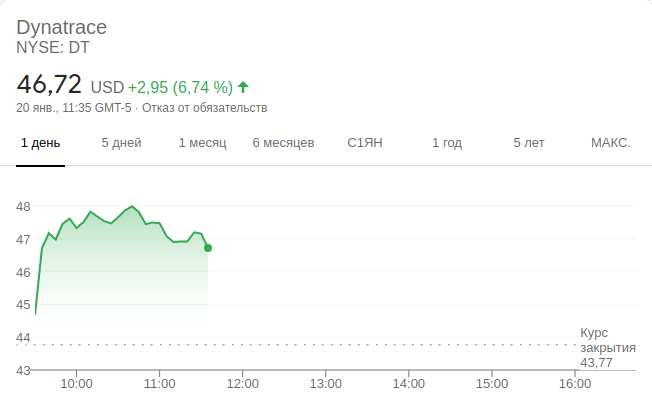 Dynatrace
NYSE: DT
46,72 USD +2,95 (6,74 %)
20 янв., 11:35 GMT-5 · Отказ от обязательств
1 день 5 дней 1 месяц 6 месяцев С1ЯН 1 год 5 лет МАКС.
48
47
46
45
44
Курс
закрытия
43,77
43
10:00 11:00 12:00 13:00 14:00 15:00 16:00